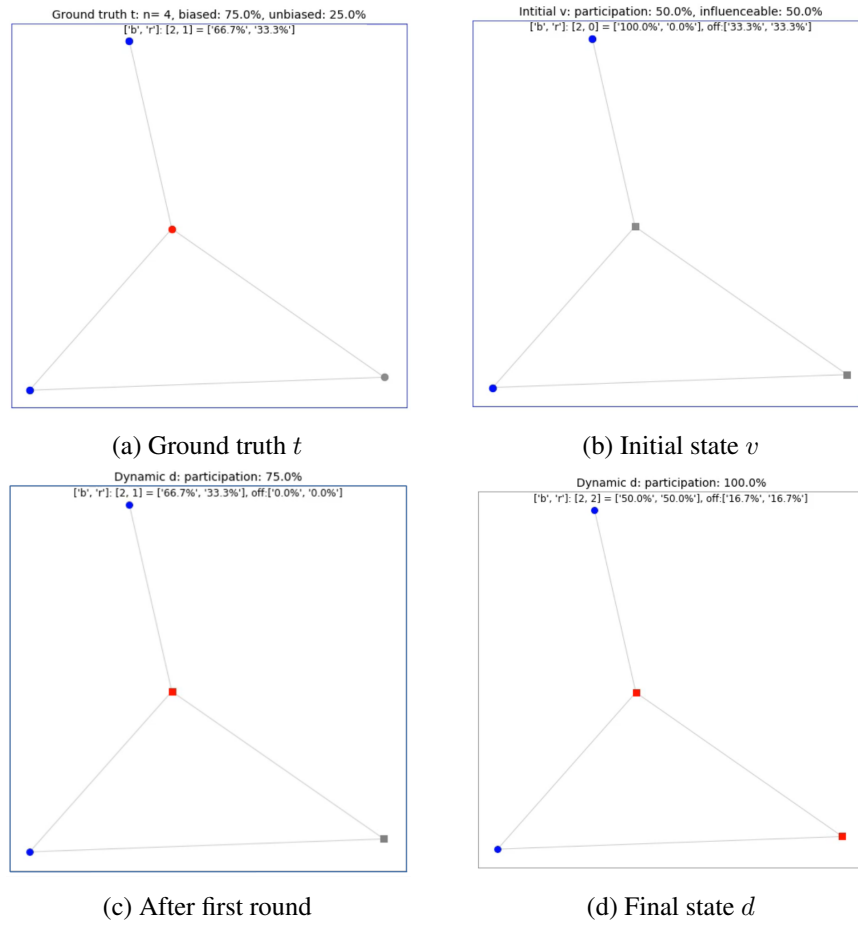 Ground truth t: n= 4, biased: 75.0%, unbiased: 25.0%
['b', 'r']: [2, 1] = ['66.7%', '33.3%']
Intitial v: participation: 50.0%, influenceable: 50.0%
['b', 'r']: [2, 0] = ['100.0%', '0.0%'], off:['33.3%', '33.3%']
(a) Ground truth t
(b) Initial state v
Dynamic d: participation: 75.0%
['b', 'r']: [2, 1] = ['66.7%', '33.3%'], off:['0.0%', '0.0%']
Dynamic d: participation: 100.0%
['b', 'r']: [2, 2] = ['50.0%', '50.0%'], off:['16.7%', '16.7%']
(c) After first round
(d) Final state d